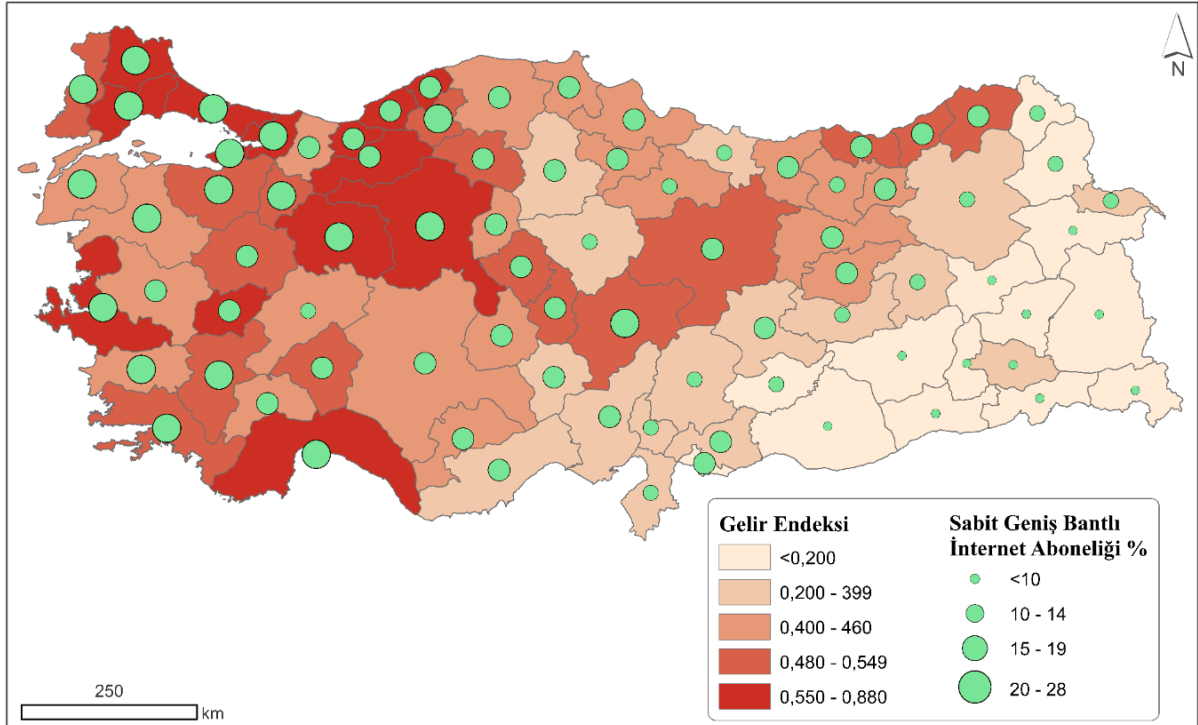 N
250
km
Gelir Endeksi
<0,200
0,200 - 399
0,400 - 460
0,480 - 0,549
0,550 - 0,880
Sabit Geniş Bantlı
İnternet Aboneliği %
<10
10 - 14
15 - 19
20 - 28